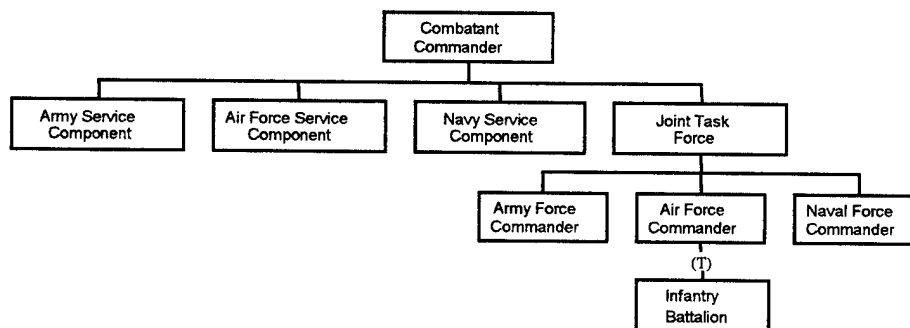 Combatant
Commander
Army Service
Component
Air Force Service
Component
Navy Service
Component
Joint Task
Force
Army Force
Commander
Air Force
Commander
Naval Force
Commander
(T)
Infantry
Battalion